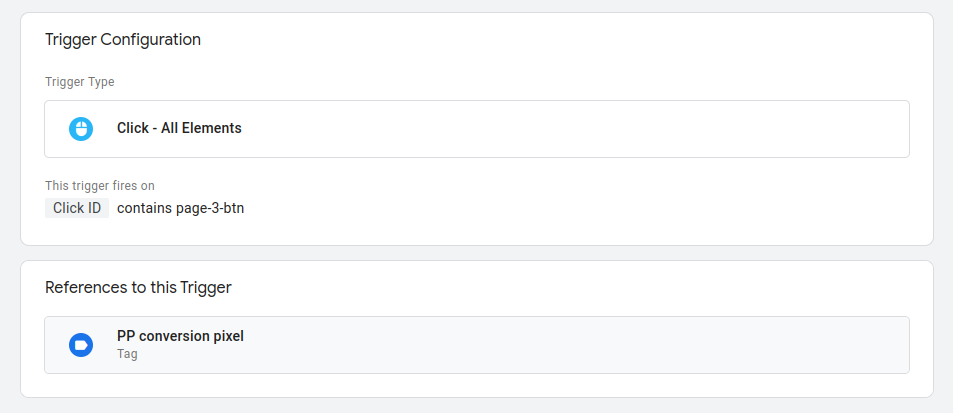 Trigger Configuration
Trigger Type
Click - All Elements
This trigger fires on
Click ID contains page-3-btn
References to this Trigger
PP conversion pixel
Tag